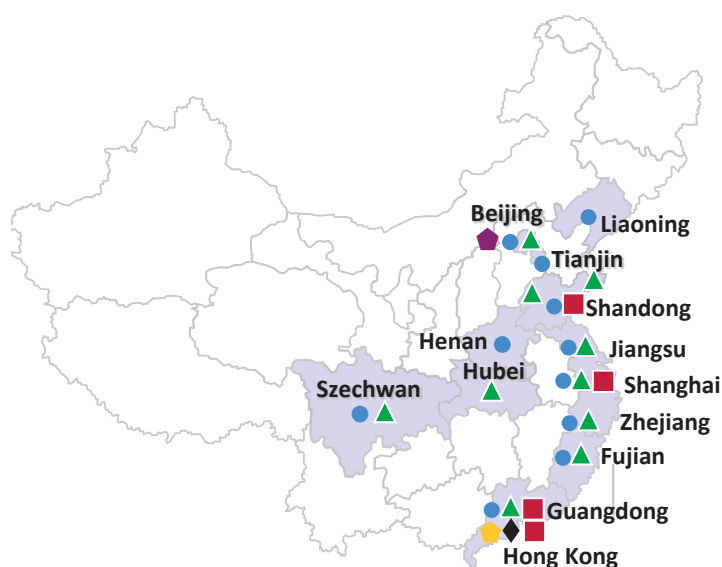 Beijing
Liaoning
Tianjin
Shandong
Henan
Jiangsu
Hubei
Szechwan
Shanghai
Zhejiang
Fujian
Guangdong
Hong Kong